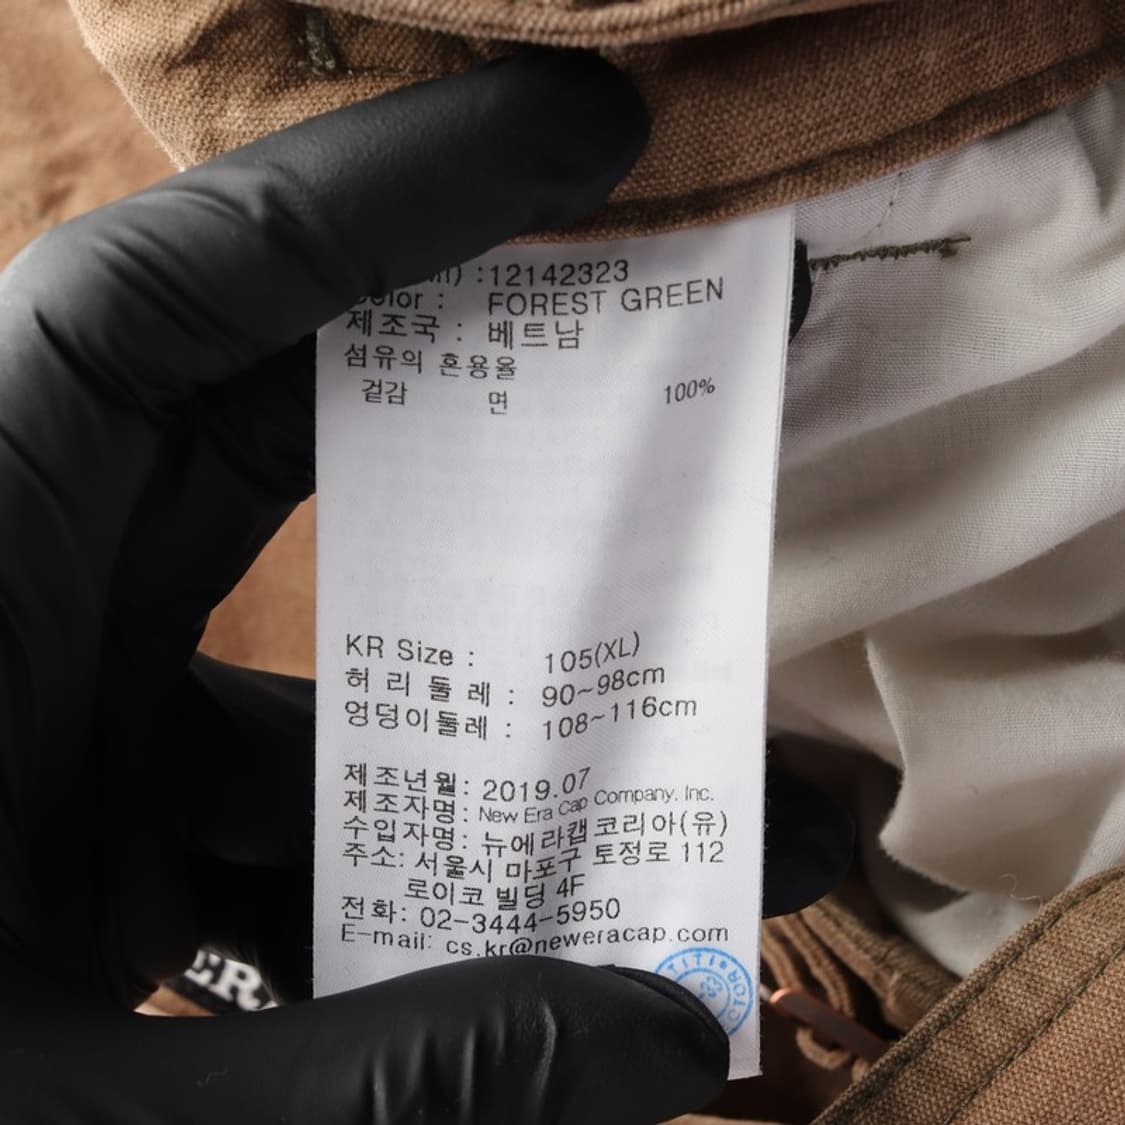 :12142323
Color : FOREST GREEN
제조국 : 베트남
섬유의 혼용율
겉감 면 100%
KR Size : 105(XL)
허 리 둘 레 : 90~98cm
엉덩이둘레 : 108~116cm
제조년월: 2019.07
제조자명: New Era Cap Company. Inc.
수입자명: 뉴에라캡코리아(유)
주소: 서울시 마포구 토정로 112
로이코 빌딩 4F
전화: 02-3444-5950
E-mail: cs.kr@neweracap.com